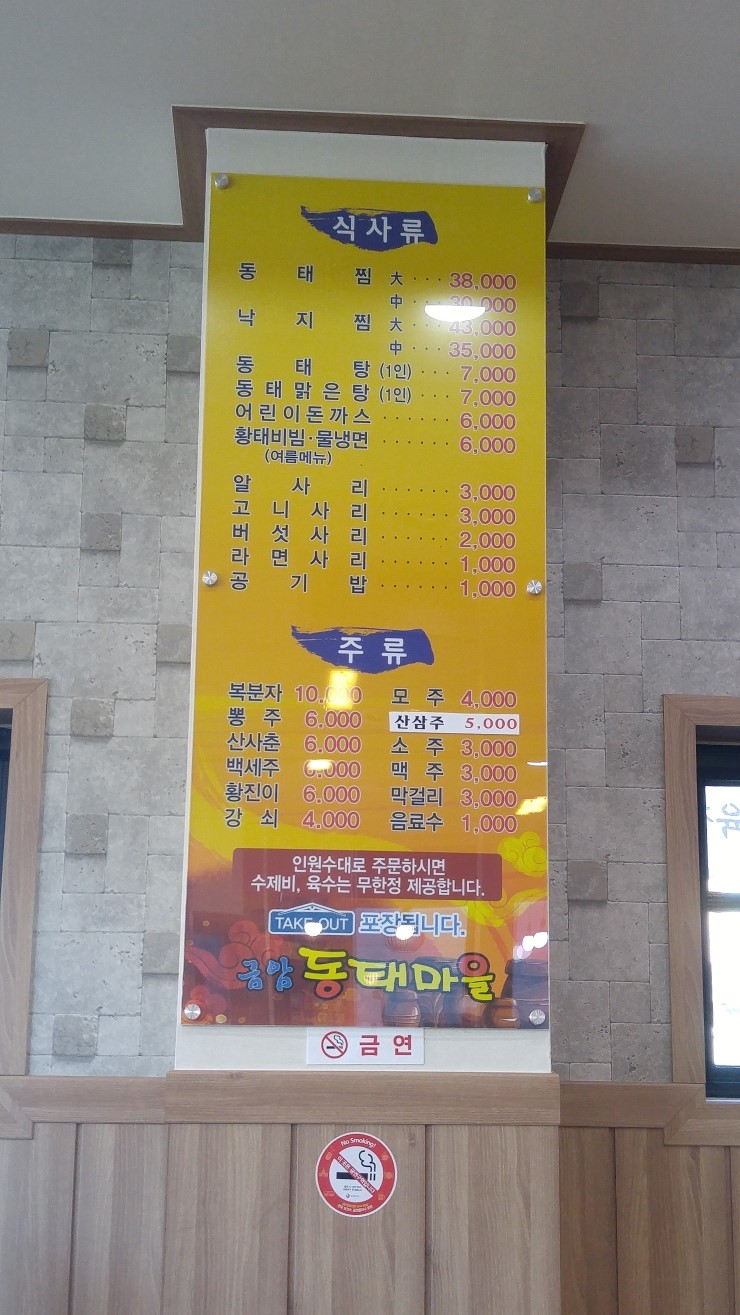 식사류
동 태 찜 大 ··· 38,000
中 ··· 30,000
낙 지 찜 大 ··· 43,000
中 ··· 35,000
동 태 탕 (1인) ··· 7,000
동태맑은탕 (1인) ··· 7,000
어린이돈까스 ······ 6,000
황태비빔·물냉면 ······ 6,000
(여름메뉴)
알 사 리 ······ 3,000
고 니 사 리 ······ 3,000
버 섯 사 리 ······ 2,000
라 면 사 리 ······ 1,000
공 기 밥 ······ 1,000
주류
복분자 10.000 모 주 4,000
뽕 주 6.000 산삼주 5,000
산사춘 6.000 소 주 3,000
백세주 6.000 맥 주 3,000
황진이 6.000 막걸리 3,000
강 쇠 4.000 음료수 1,000
인원수대로 주문하시면
수제비, 육수는 무한정 제공합니다.
TAKE OUT 포장됩니다.
금암 동태마을
금 연
No Smoking!